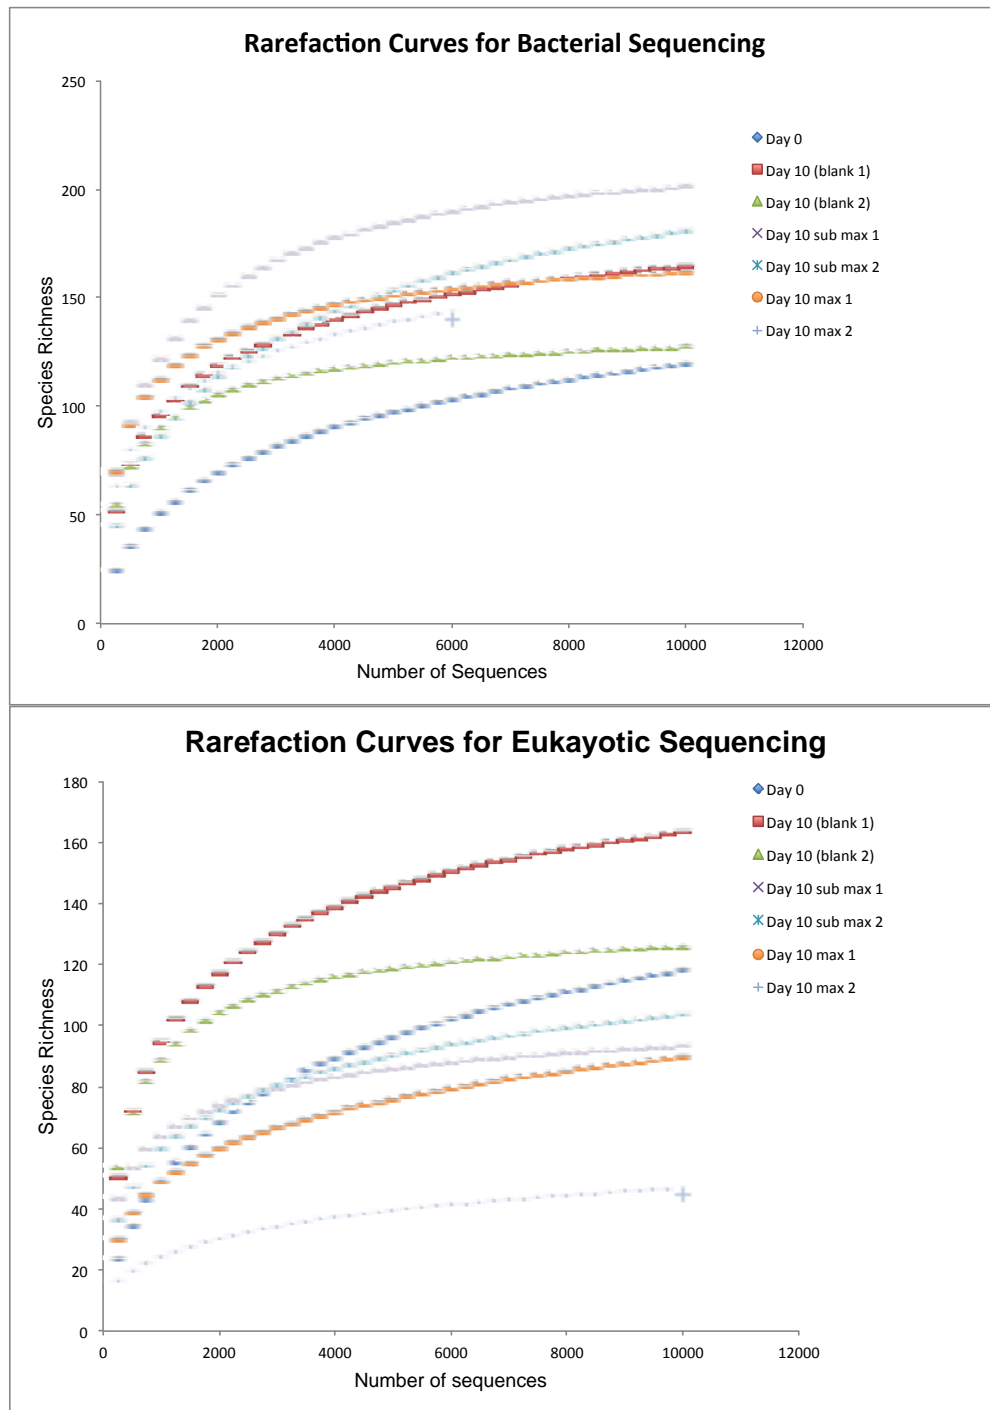 Rarefaction Curves for Bacterial Sequencing
250
200
150
100
50
0
Species Richness
0 2000 4000 6000 8000 10000 12000
Number of Sequences
Day 0
Day 10 (blank 1)
Day 10 (blank 2)
Day 10 sub max 1
Day 10 sub max 2
Day 10 max 1
Day 10 max 2
Rarefaction Curves for Eukayotic Sequencing
180
160
140
120
100
80
60
40
20
0
Species Richness
0 2000 4000 6000 8000 10000 12000
Number of sequences
Day 0
Day 10 (blank 1)
Day 10 (blank 2)
Day 10 sub max 1
Day 10 sub max 2
Day 10 max 1
Day 10 max 2